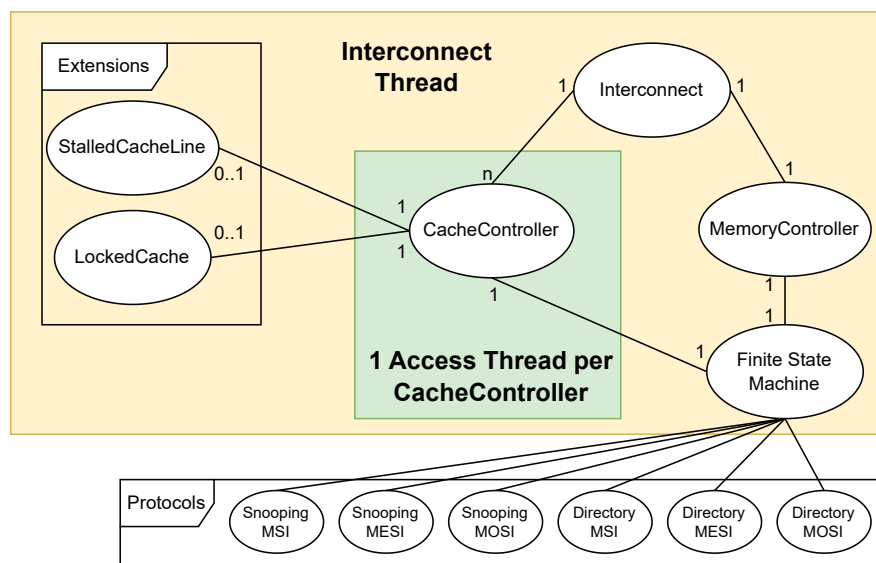 Extensions
Interconnect
Thread
Interconnect
1
1
StalledCacheLine
0..1
n
1
1
CacheController
MemoryController
0..1
LockedCache
1
1
1
1
1
Finite State
Machine
1 Access Thread per
CacheController
Protocols
Snooping
MSI
Snooping
MESI
Snooping
MOSI
Directory
MSI
Directory
MESI
Directory
MOSI